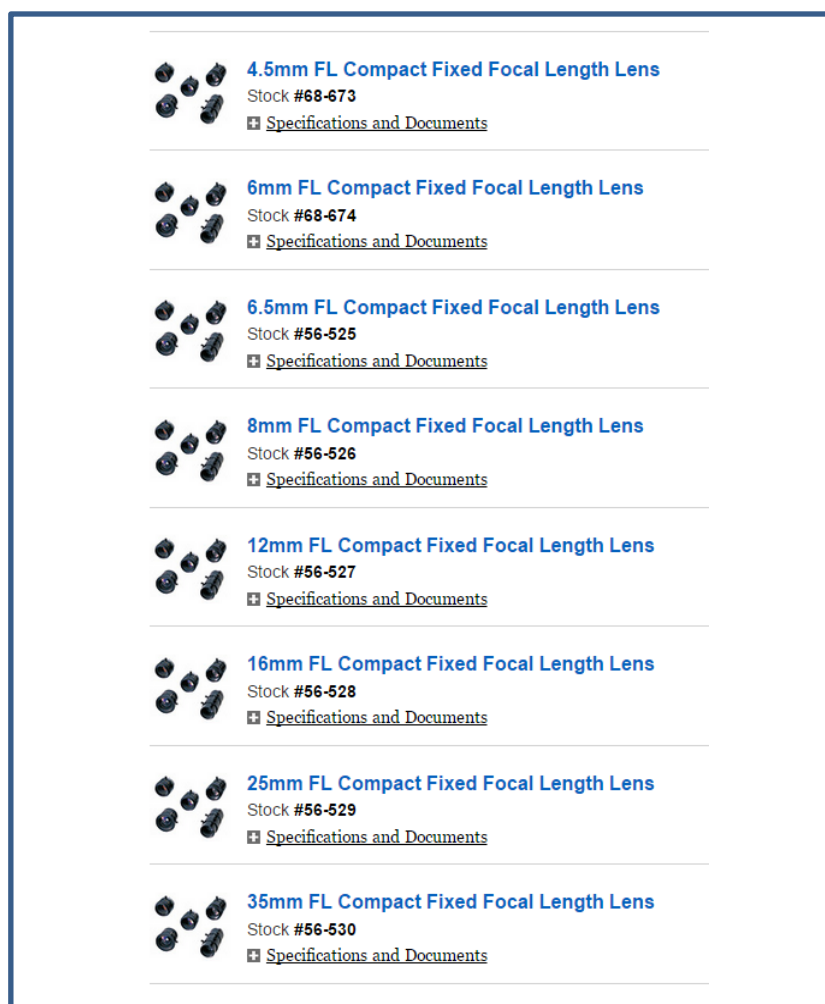 4.5mm FL Compact Fixed Focal Length Lens
Stock #68-673
Specifications and Documents
6mm FL Compact Fixed Focal Length Lens
Stock #68-674
Specifications and Documents
6.5mm FL Compact Fixed Focal Length Lens
Stock #56-525
Specifications and Documents
8mm FL Compact Fixed Focal Length Lens
Stock #56-526
Specifications and Documents
12mm FL Compact Fixed Focal Length Lens
Stock #56-527
Specifications and Documents
16mm FL Compact Fixed Focal Length Lens
Stock #56-528
Specifications and Documents
25mm FL Compact Fixed Focal Length Lens
Stock #56-529
Specifications and Documents
35mm FL Compact Fixed Focal Length Lens
Stock #56-530
Specifications and Documents